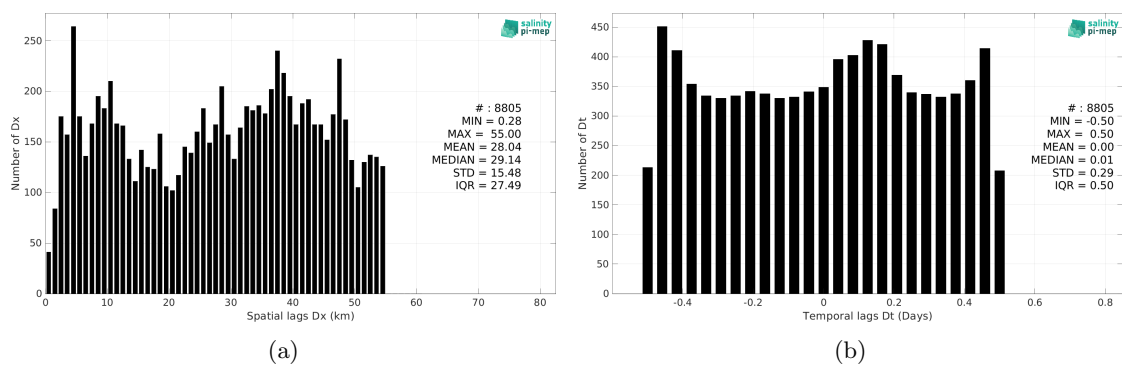 salinity
pi-mep
Number of Dx
250
200
150
100
50
0
# : 8805
MIN = 0.28
MAX = 55.00
MEAN = 28.04
MEDIAN = 29.14
STD = 15.48
IQR = 27.49
0 10 20 30 40 50 60 70 80
Spatial lags Dx (km)
(a)
salinity
pi-mep
Number of Dt
450
400
350
300
250
200
150
100
50
0
# : 8805
MIN = -0.50
MAX = 0.50
MEAN = 0.00
MEDIAN = 0.01
STD = 0.29
IQR = 0.50
-0.4 -0.2 0 0.2 0.4 0.6 0.8
Temporal lags Dt (Days)
(b)